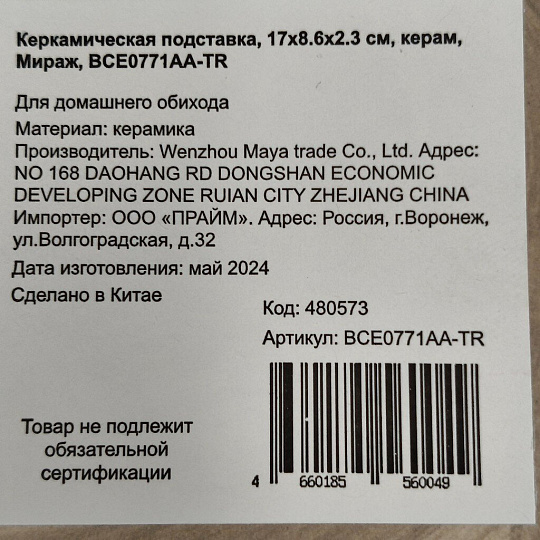 Керкамическая подставка, 17х8.6х2.3 см, керам,
Мираж, BCE0771AA-TR
Для домашнего обихода
Материал: керамика
Производитель: Wenzhou Maya trade Co., Ltd. Адрес:
NO 168 DAOHANG RD DONGSHAN ECONOMIC
DEVELOPING ZONE RUIAN CITY ZHEJIANG CHINA
Импортер: ООО «ПРАЙМ». Адрес: Россия, г.Воронеж,
ул.Волгоградская, д.32
Дата изготовления: май 2024
Сделано в Китае
Код: 480573
Артикул: BCE0771AA-TR
Товар не подлежит
обязательной
сертификации
4 660185 560049